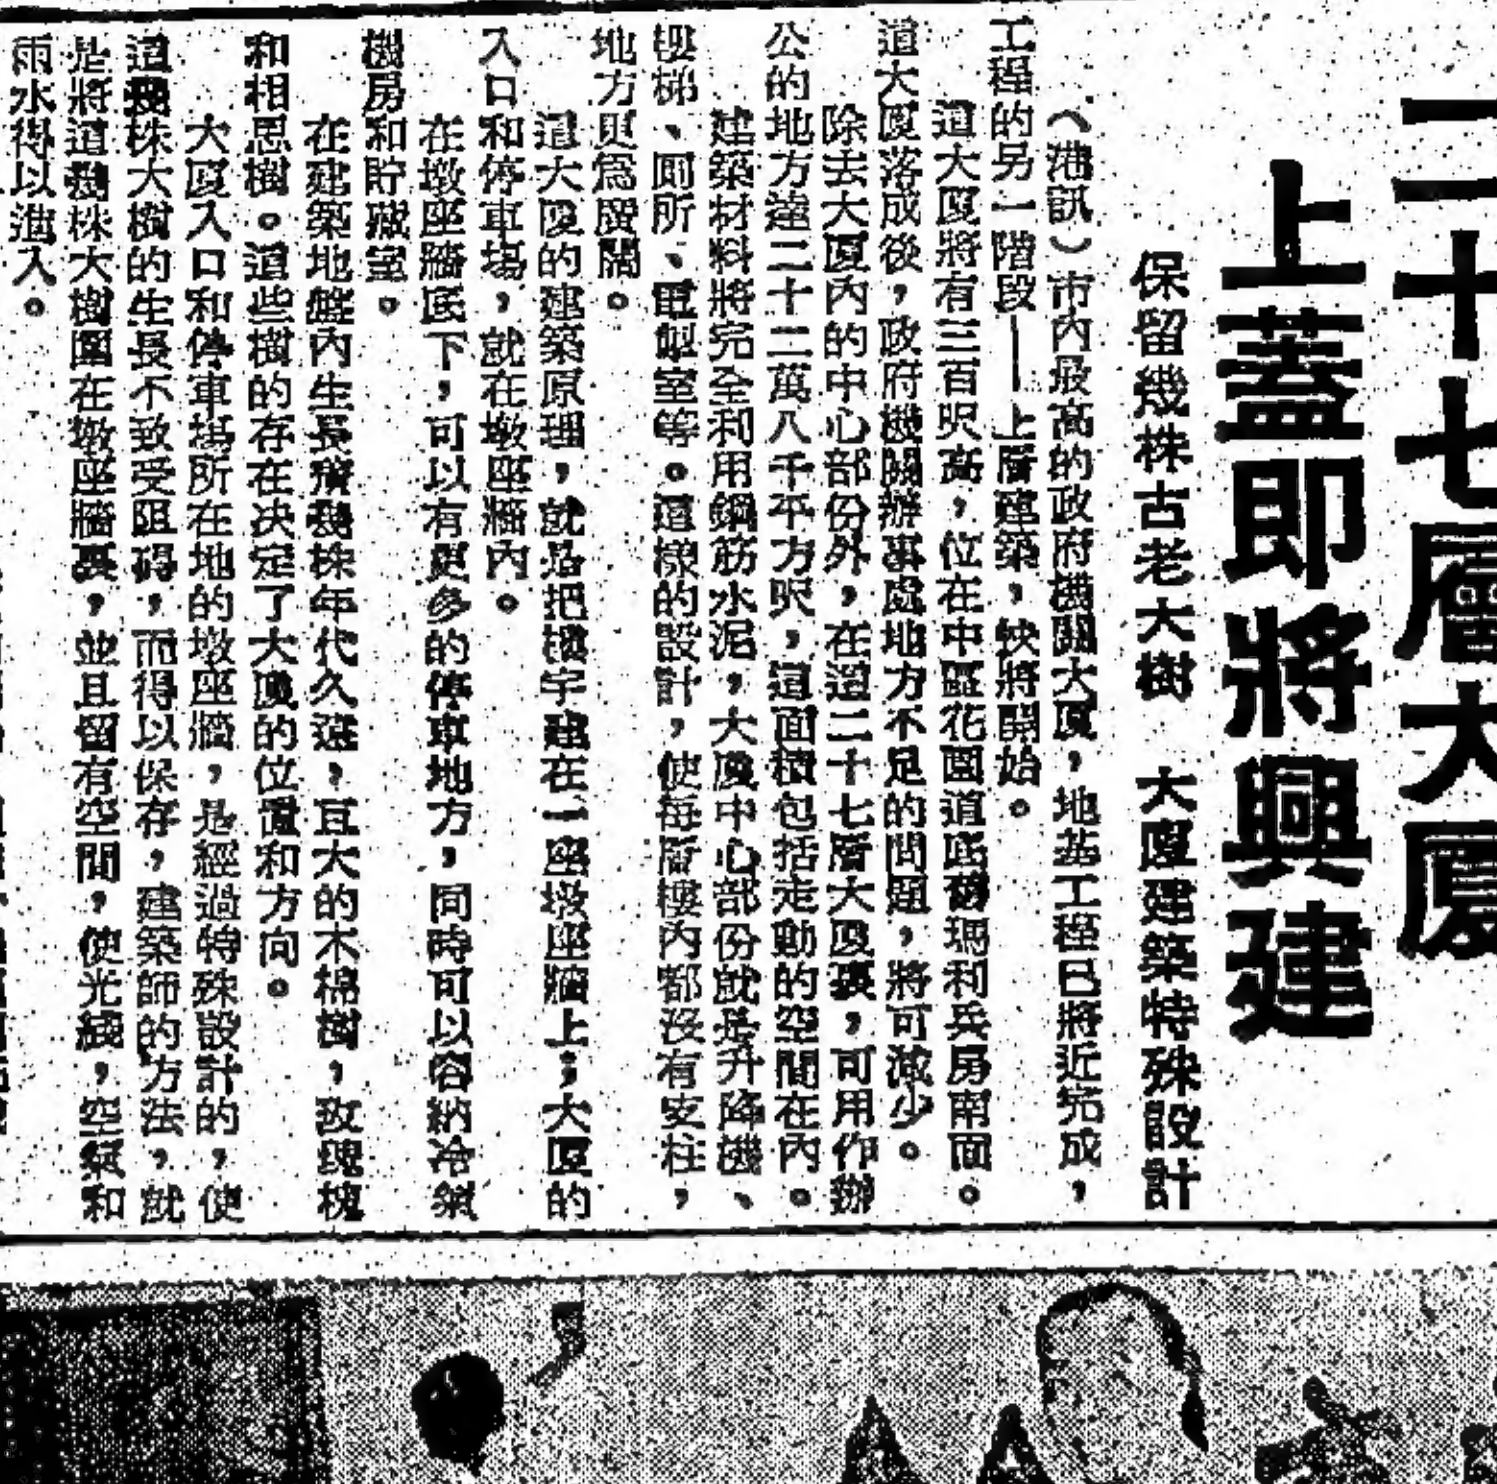 二十七層大廈
上蓋即將興建
保留幾株古老大樹　大廈建築特殊設計
（港訊）市內最高的政府機關大廈，地基工程已將近完成，
工程的另一階段——上層建築，快將開始。
這大廈將有三百呎高，位在中區花園道底爾瑪利兵房南面。
這大廈落成後，政府機關辦事處地方不足的問題，將可減少。
除去大廈內的中心部份外，在這二十七層大廈裏，可用作辦
公的地方達二十二萬八千平方呎，這面積包括走動的空間在內。
建築材料將完全利用鋼筋水泥，大廈中心部份就是升降機、
樓梯、厠所、電掣室等。這樣的設計，使每層樓內都沒有支柱，
地方更爲廣闊。
這大廈的建築原理，就是把樓宇建在一座墩座牆上；大廈的
入口和停車場，就在墩座牆內。
在墩座牆底下，可以有更多的停車地方，同時可以容納冷氣
機房和貯藏室。
在建築地盤內生長着幾株年代久遠，巨大的木棉樹，玫瑰槐
和相思樹。這些樹的存在決定了大廈的位置和方向。
大廈入口和停車場所在地的墩座牆，是經過特殊設計的，使
這幾株大樹的生長不致受阻碍，而得以保存，建築師的方法，就
是將這幾株大樹圍在墩座牆裏，並且留有空間，使光綫，空氣和
雨水得以進入。